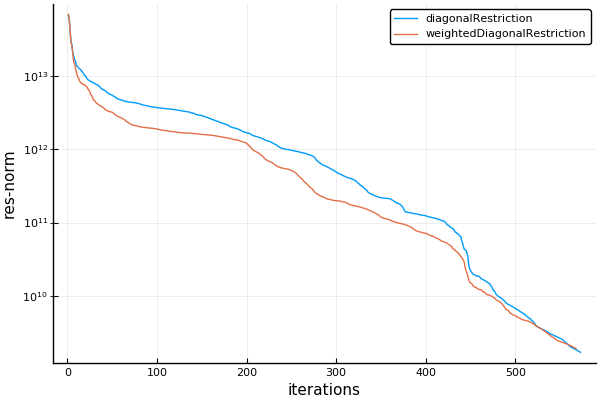 diagonalRestriction
weightedDiagonalRestriction
10¹³
10¹²
10¹¹
10¹⁰
res-norm
0 100 200 300 400 500
iterations